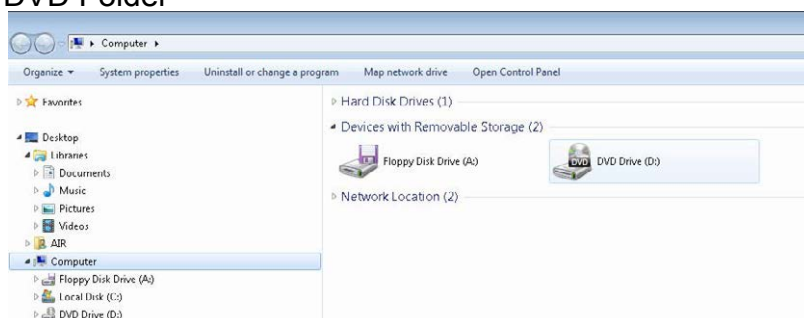 DVD Folder
Computer
Organize System properties Uninstall or change a program Map network drive Open Control Panel
Favorites
Desktop
Libraries
Documents
Music
Pictures
Videos
AIR
Computer
Floppy Disk Drive (A:)
Local Disk (C:)
DVD Drive (D:)
Hard Disk Drives (1)
Devices with Removable Storage (2)
Floppy Disk Drive (A:)
DVD
DVD Drive (D:)
Network Location (2)